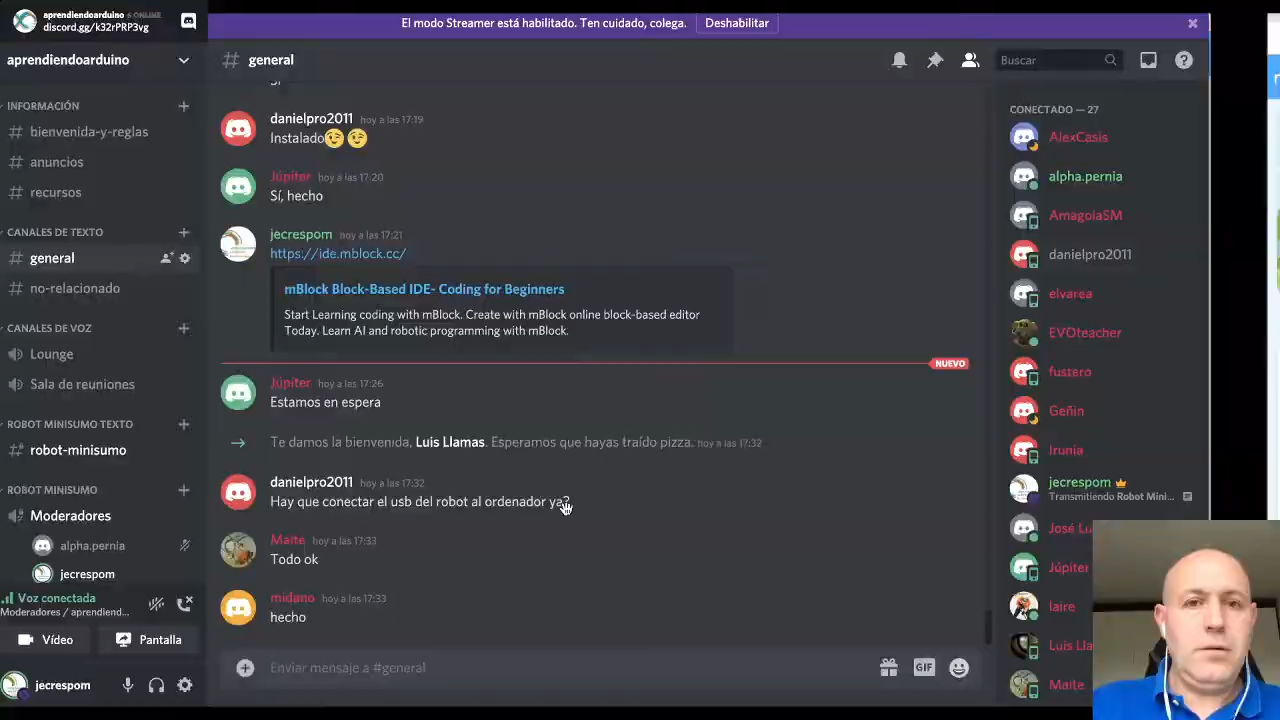 aprendiendoarduino 6 ONLINE
discord.gg/k32rPRP3vg
El modo Streamer está habilitado. Ten cuidado, colega. Deshabilitar
aprendiendoarduino
# general
Buscar
INFORMACIÓN
# bienvenida-y-reglas
# anuncios
# recursos
CANALES DE TEXTO
# general
# no-relacionado
CANALES DE VOZ
Lounge
Sala de reuniones
ROBOT MINISUMO TEXTO
# robot-minisumo
ROBOT MINISUMO
Moderadores
alpha.pernia
jecrespom
Voz conectada
Moderadores / aprendiend...
Vídeo
Pantalla
jecrespom
danielpro2011 hoy a las 17:19
Instalado
Júpiter hoy a las 17:20
Sí, hecho
jecrespom hoy a las 17:21
https://ide.mblock.cc/
mBlock Block-Based IDE- Coding for Beginners
Start Learning coding with mBlock. Create with mBlock online block-based editor
Today. Learn AI and robotic programming with mBlock.
NUEVO
Júpiter hoy a las 17:26
Estamos en espera
Te damos la bienvenida, Luis Llamas. Esperamos que hayas traído pizza. hoy a las 17:32
danielpro2011 hoy a las 17:32
Hay que conectar el usb del robot al ordenador ya?
Maite hoy a las 17:33
Todo ok
midano hoy a las 17:33
hecho
Enviar mensaje a #general
GIF
CONECTADO — 27
AlexCasis
alpha.pernia
AmagoiaSM
danielpro2011
elvarea
EVOteacher
fustero
Geñin
Irunia
jecrespom
Transmitiendo Robot Mini...
José Lu
Júpiter
laire
Luis Lla
Maite